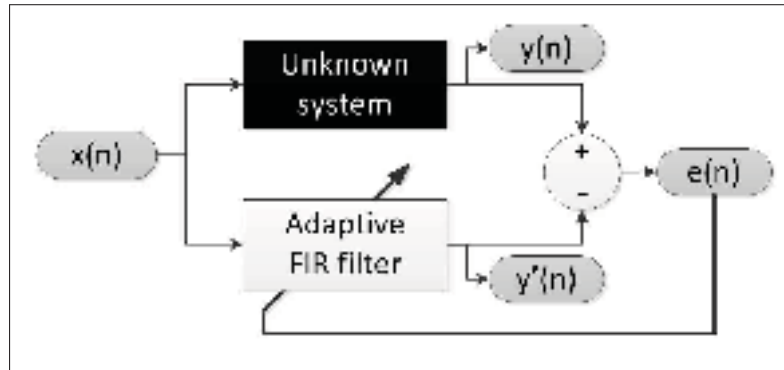 Unknown
system
y(n)
x(n)
+
-
e(n)
Adaptive
FIR filter
y'(n)